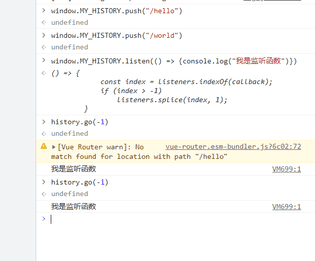 > window.MY_HISTORY.push("/hello")
< undefined
> window.MY_HISTORY.push("/world")
< undefined
> window.MY_HISTORY.listen(() => {console.log("我是监听函数")})
< () => {
const index = listeners.indexOf(callback);
if (index > -1)
listeners.splice(index, 1);
}
> history.go(-1)
< undefined
▶[Vue Router warn]: No vue-router.esm-bundler.js?6c02:72
match found for location with path "/hello"
我是监听函数 VM699:1
> history.go(-1)
< undefined
我是监听函数 VM699:1
>